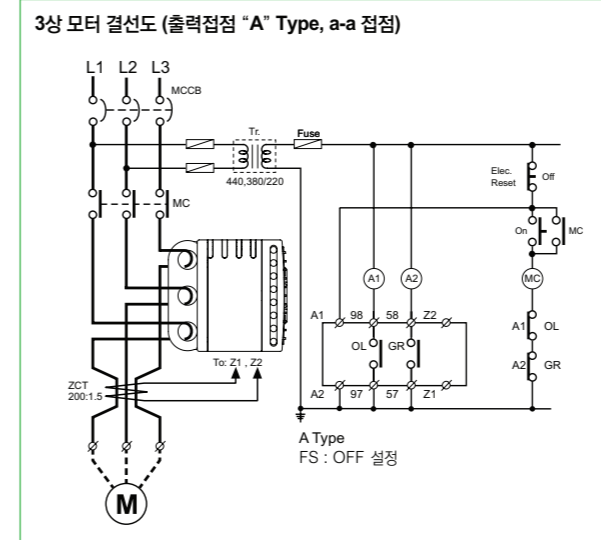 3상 모터 결선도 (출력접점 “A” Type, a-a 접점)
L1 L2 L3
MCCB
Tr.
Fuse
440,380/220
Elec.
Reset
Off
MC
On
MC
A1
A2
MC
A1 98 58 Z2
A1 OL
OL GR
A2 GR
A2 97 57 Z1
To: Z1 , Z2
ZCT
200:1.5
A Type
FS : OFF 설정
M